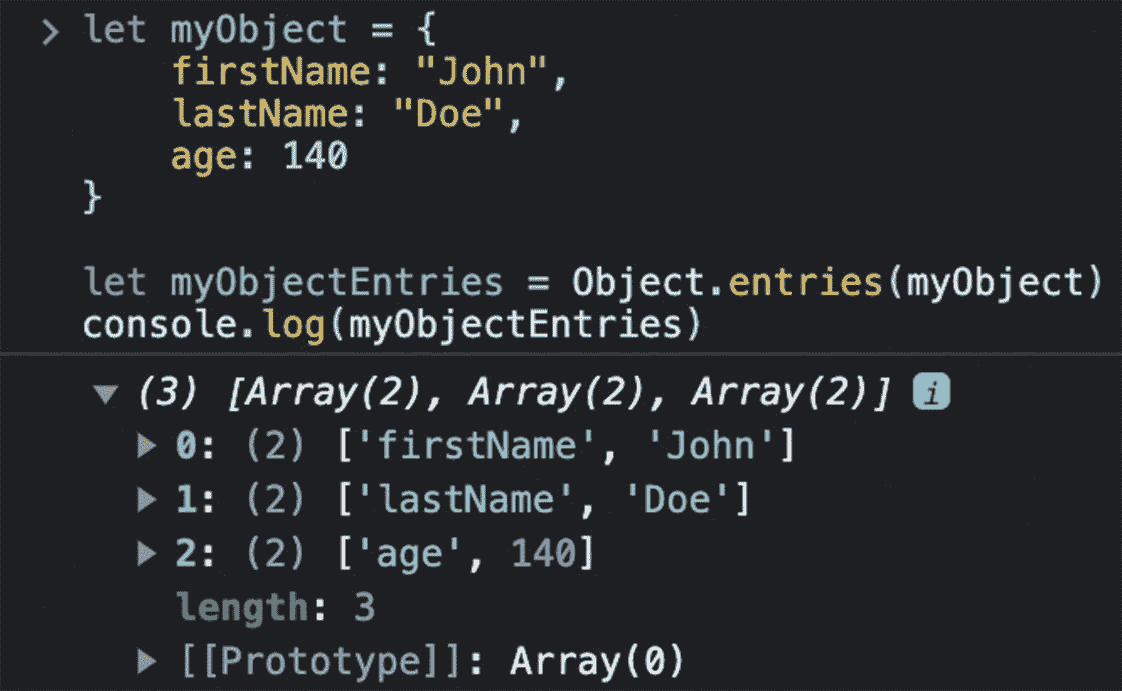 > let myObject = {
firstName: "John",
lastName: "Doe",
age: 140
}
let myObjectEntries = Object.entries(myObject)
console.log(myObjectEntries)
▼ (3) [Array(2), Array(2), Array(2)] i
▶ 0: (2) ['firstName', 'John']
▶ 1: (2) ['lastName', 'Doe']
▶ 2: (2) ['age', 140]
length: 3
▶ [[Prototype]]: Array(0)